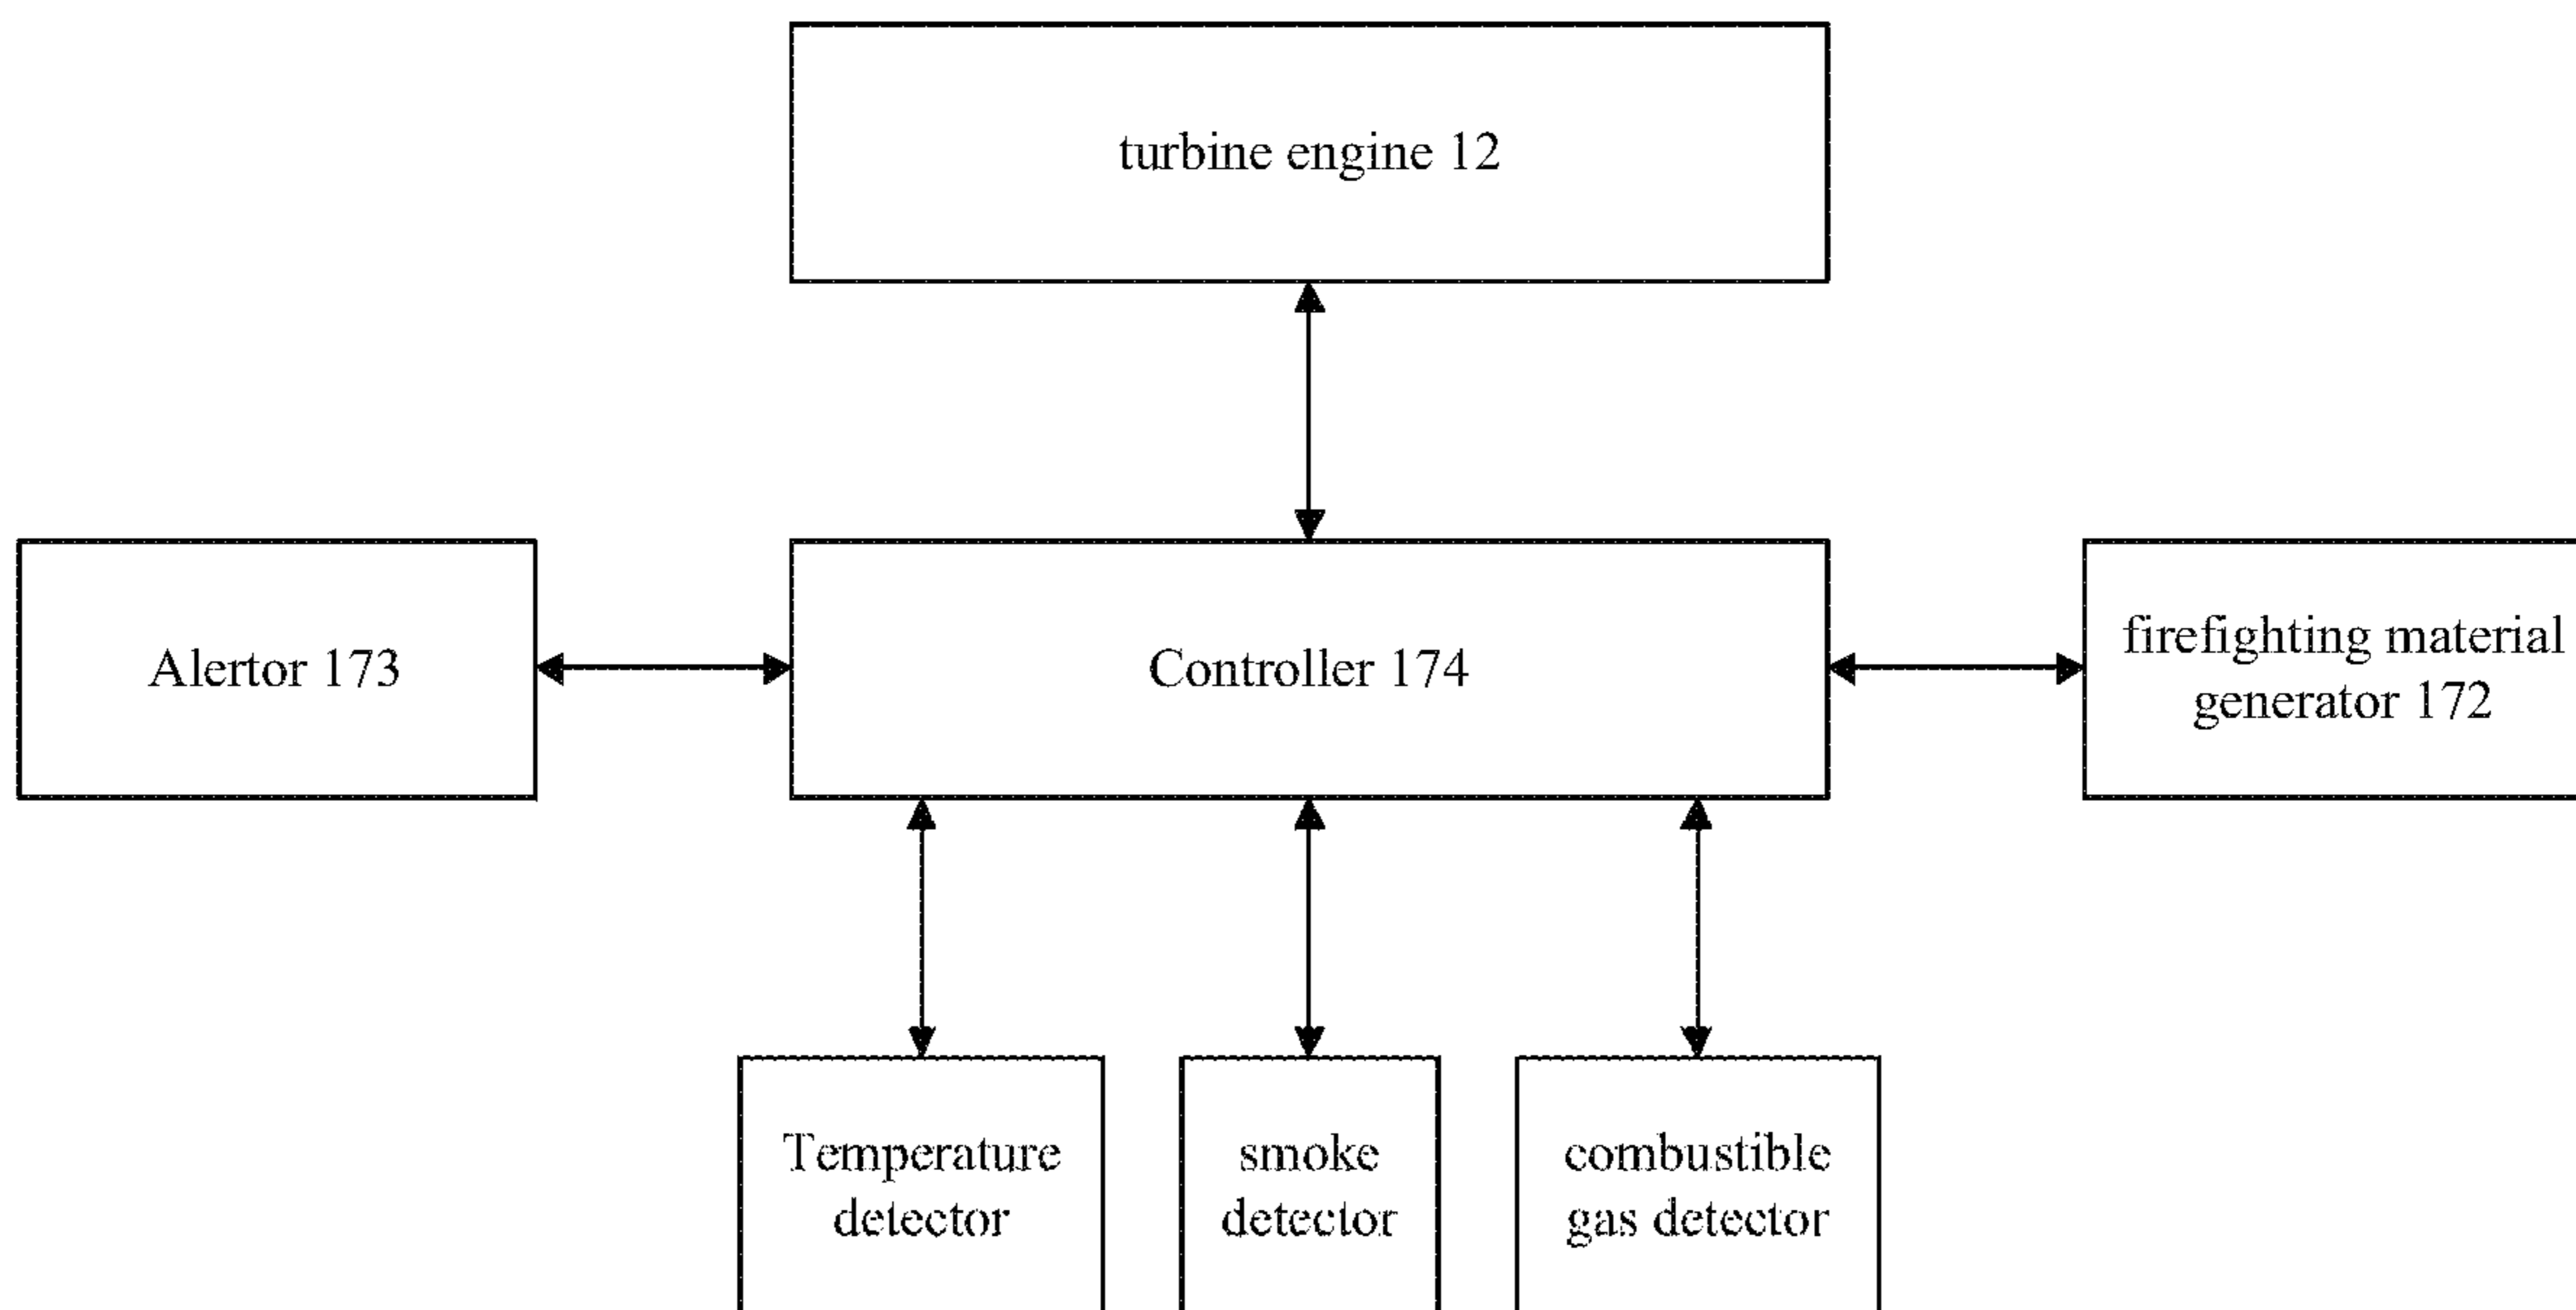 turbine engine 12
Alertor 173
Controller 174
firefighting material
generator 172
Temperature
detector
smoke
detector
combustible
gas detector